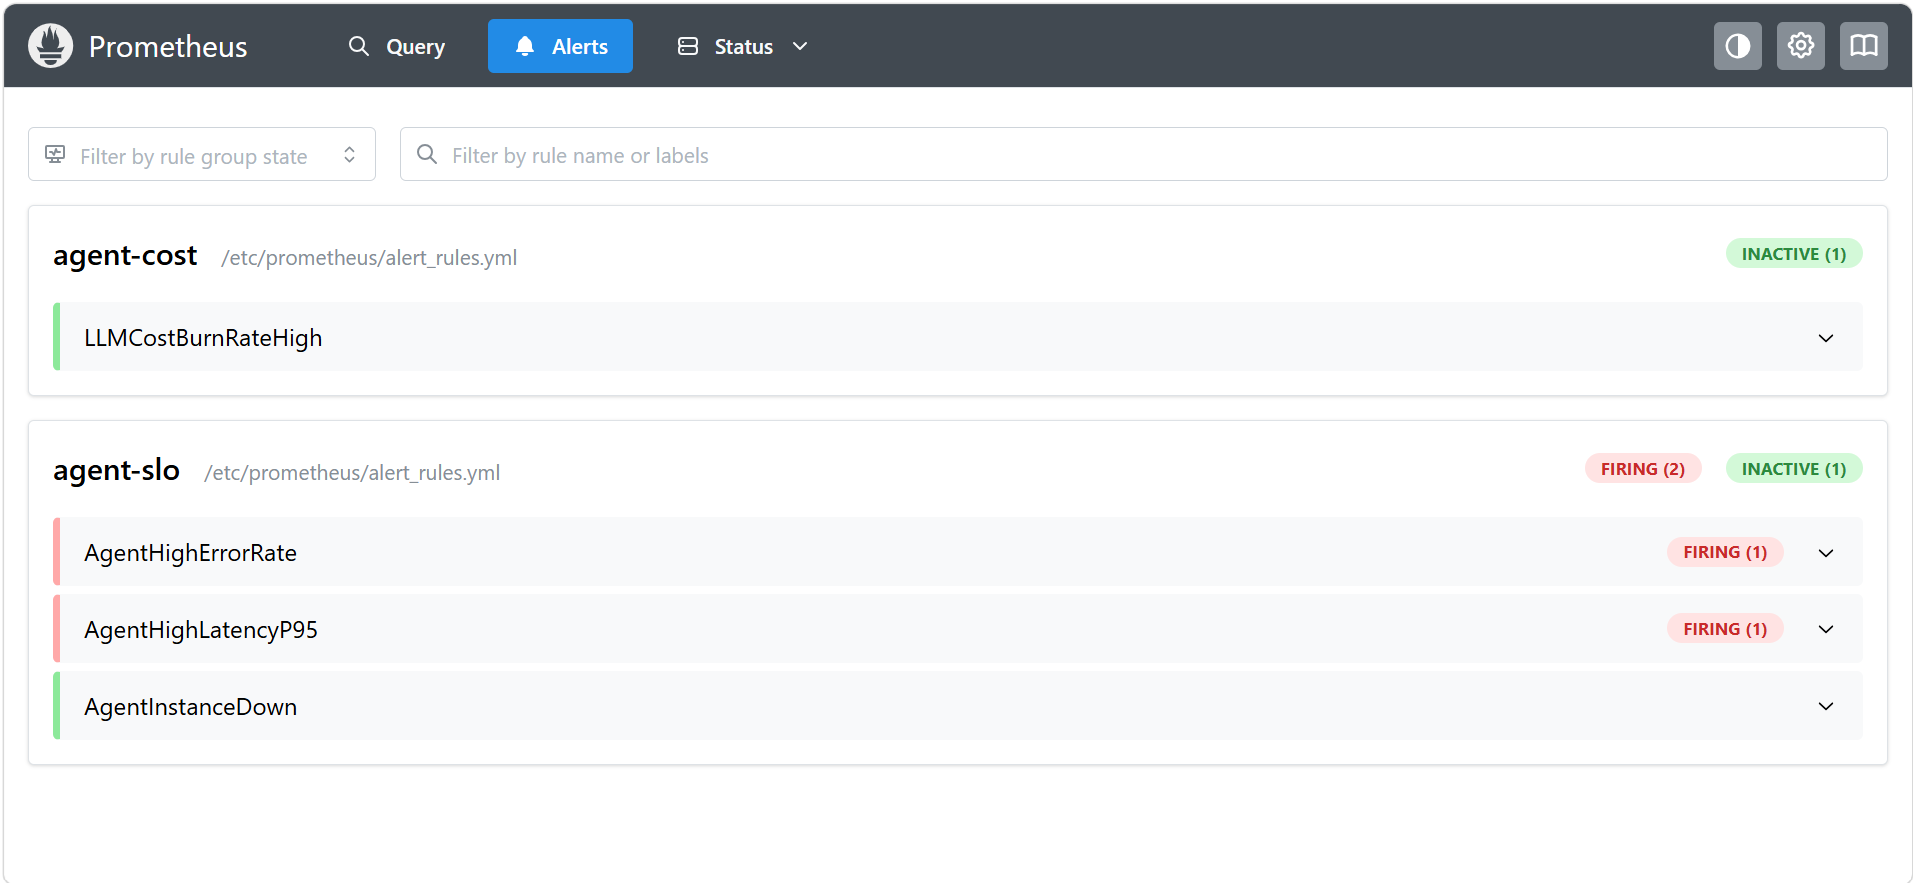 Prometheus Query Alerts Status
Filter by rule group state Filter by rule name or labels
agent-cost /etc/prometheus/alert_rules.yml INACTIVE (1)
LLMCostBurnRateHigh
agent-slo /etc/prometheus/alert_rules.yml FIRING (2) INACTIVE (1)
AgentHighErrorRate FIRING (1)
AgentHighLatencyP95 FIRING (1)
AgentInstanceDown